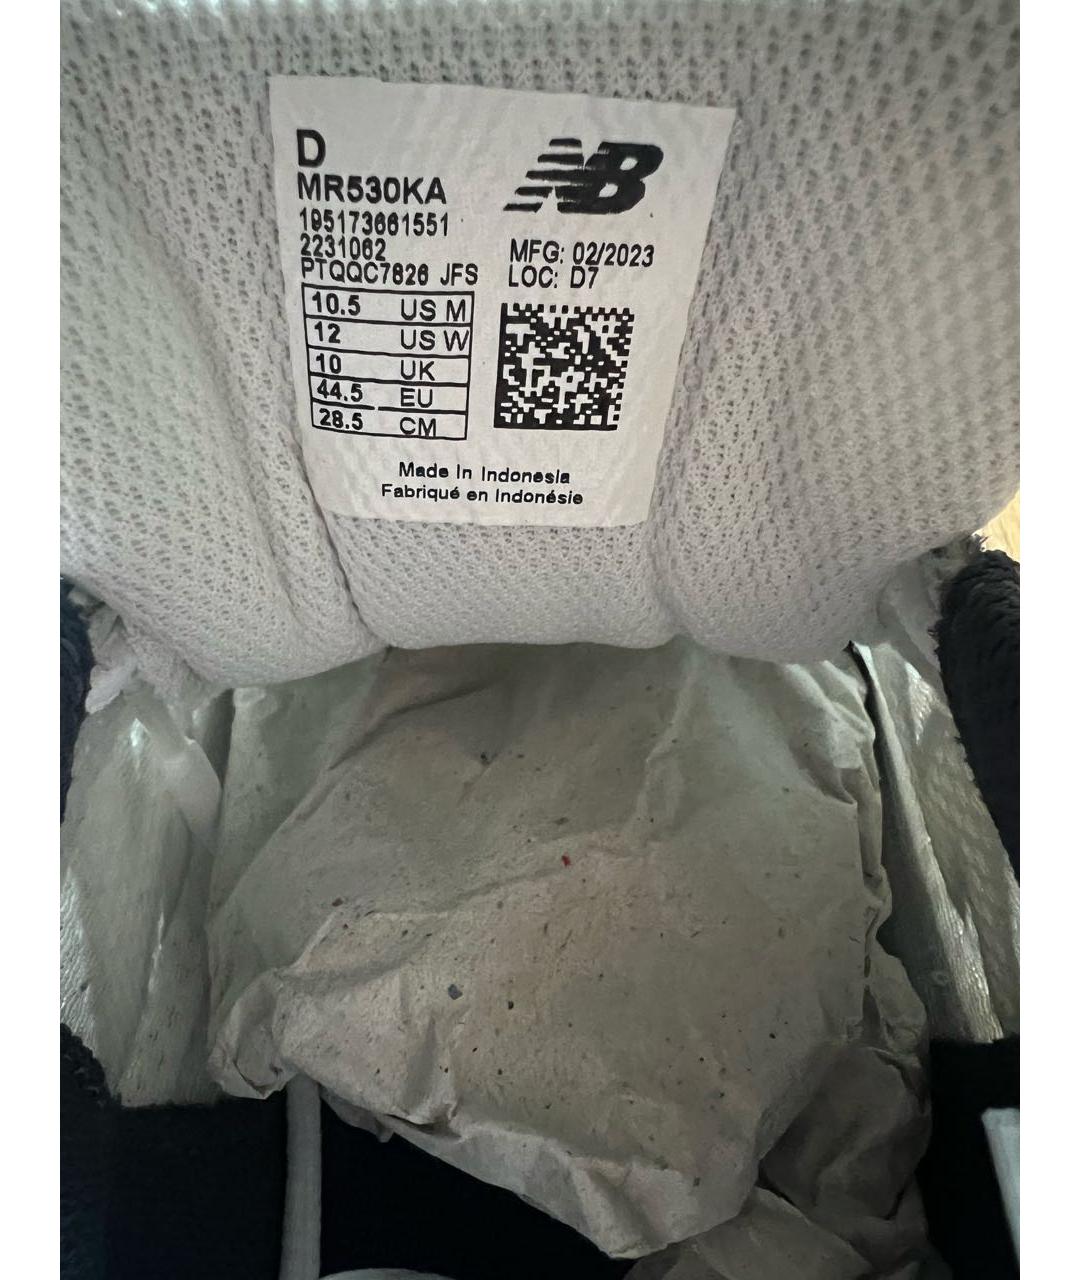 D
NB
MR530KA
195173661551
2231062
PTQQC7826 JFS
MFG: 02/2023
LOC: D7
10.5 US M
12 US W
10 UK
44.5 EU
28.5 CM
Made In Indonesia
Fabriqué en Indonésie